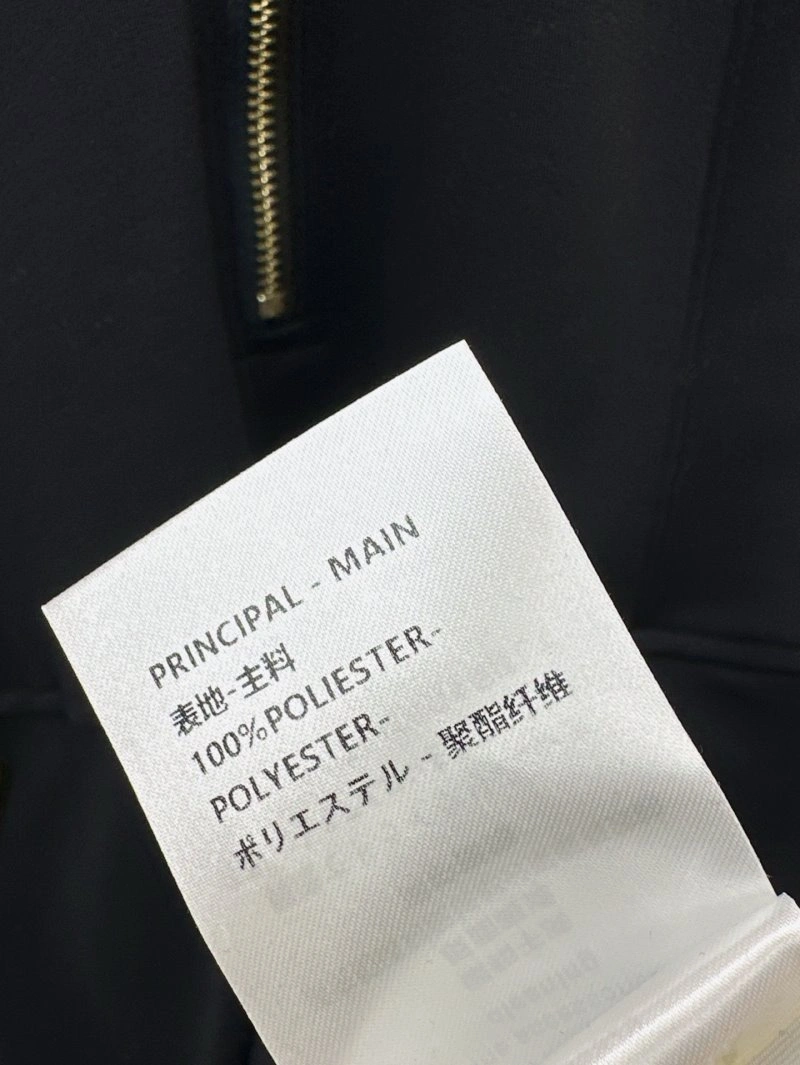 PRINCIPAL - MAIN
表地-主料
100%POLIESTER-
POLYESTER-
ポリエステル - 聚酯纤维